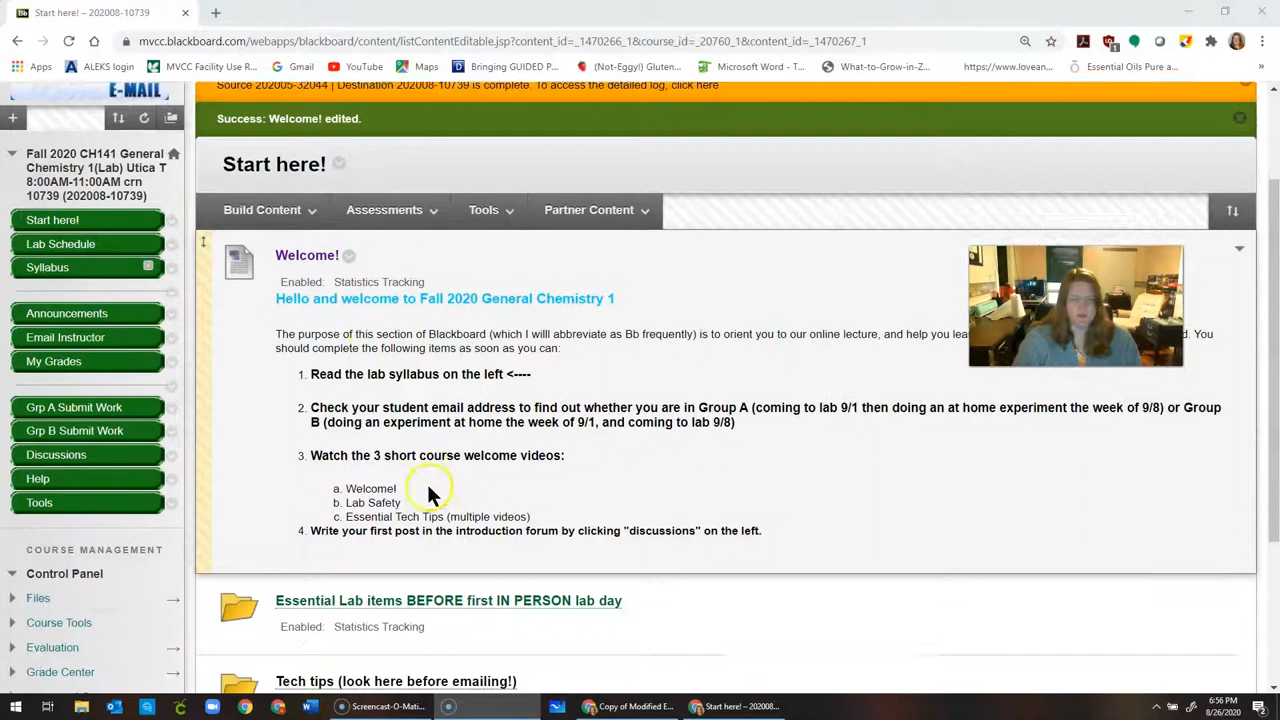 Start here! – 202008-10739
mvcc.blackboard.com/webapps/blackboard/content/listContentEditable.jsp?content_id=_1470266_1&course_id=_20760_1&content_id=_1470267_1
Apps ALEKS login MVCC Facility Use R... Gmail YouTube Maps Bringing GUIDED P... (Not-Eggy!) Gluten... Microsoft Word - T... What-to-Grow-in-Z... https://www.lovean... Essential Oils Pure a... »
E-MAIL
Source 202005-32044 | Destination 202008-10739 is complete. To access the detailed log, click here
Success: Welcome! edited.
Fall 2020 CH141 General
Chemistry 1(Lab) Utica T
8:00AM-11:00AM crn
10739 (202008-10739)
Start here!
Lab Schedule
Syllabus
Announcements
Email Instructor
My Grades
Grp A Submit Work
Grp B Submit Work
Discussions
Help
Tools
COURSE MANAGEMENT
Control Panel
Files
Course Tools
Evaluation
Grade Center
Start here!
Build Content Assessments Tools Partner Content
Welcome!
Enabled: Statistics Tracking
Hello and welcome to Fall 2020 General Chemistry 1
The purpose of this section of Blackboard (which I willl abbreviate as Bb frequently) is to orient you to our online lecture, and help you lea d. You
should complete the following items as soon as you can:
1. Read the lab syllabus on the left <----
2. Check your student email address to find out whether you are in Group A (coming to lab 9/1 then doing an at home experiment the week of 9/8) or Group
B (doing an experiment at home the week of 9/1, and coming to lab 9/8)
3. Watch the 3 short course welcome videos:
a. Welcome!
b. Lab Safety
c. Essential Tech Tips (multiple videos)
4. Write your first post in the introduction forum by clicking "discussions" on the left.
Essential Lab items BEFORE first IN PERSON lab day
Enabled: Statistics Tracking
Tech tips (look here before emailing!)
Screencast-O-Mati... Copy of Modified E... Start here! – 202008...
6:56 PM
8/26/2020